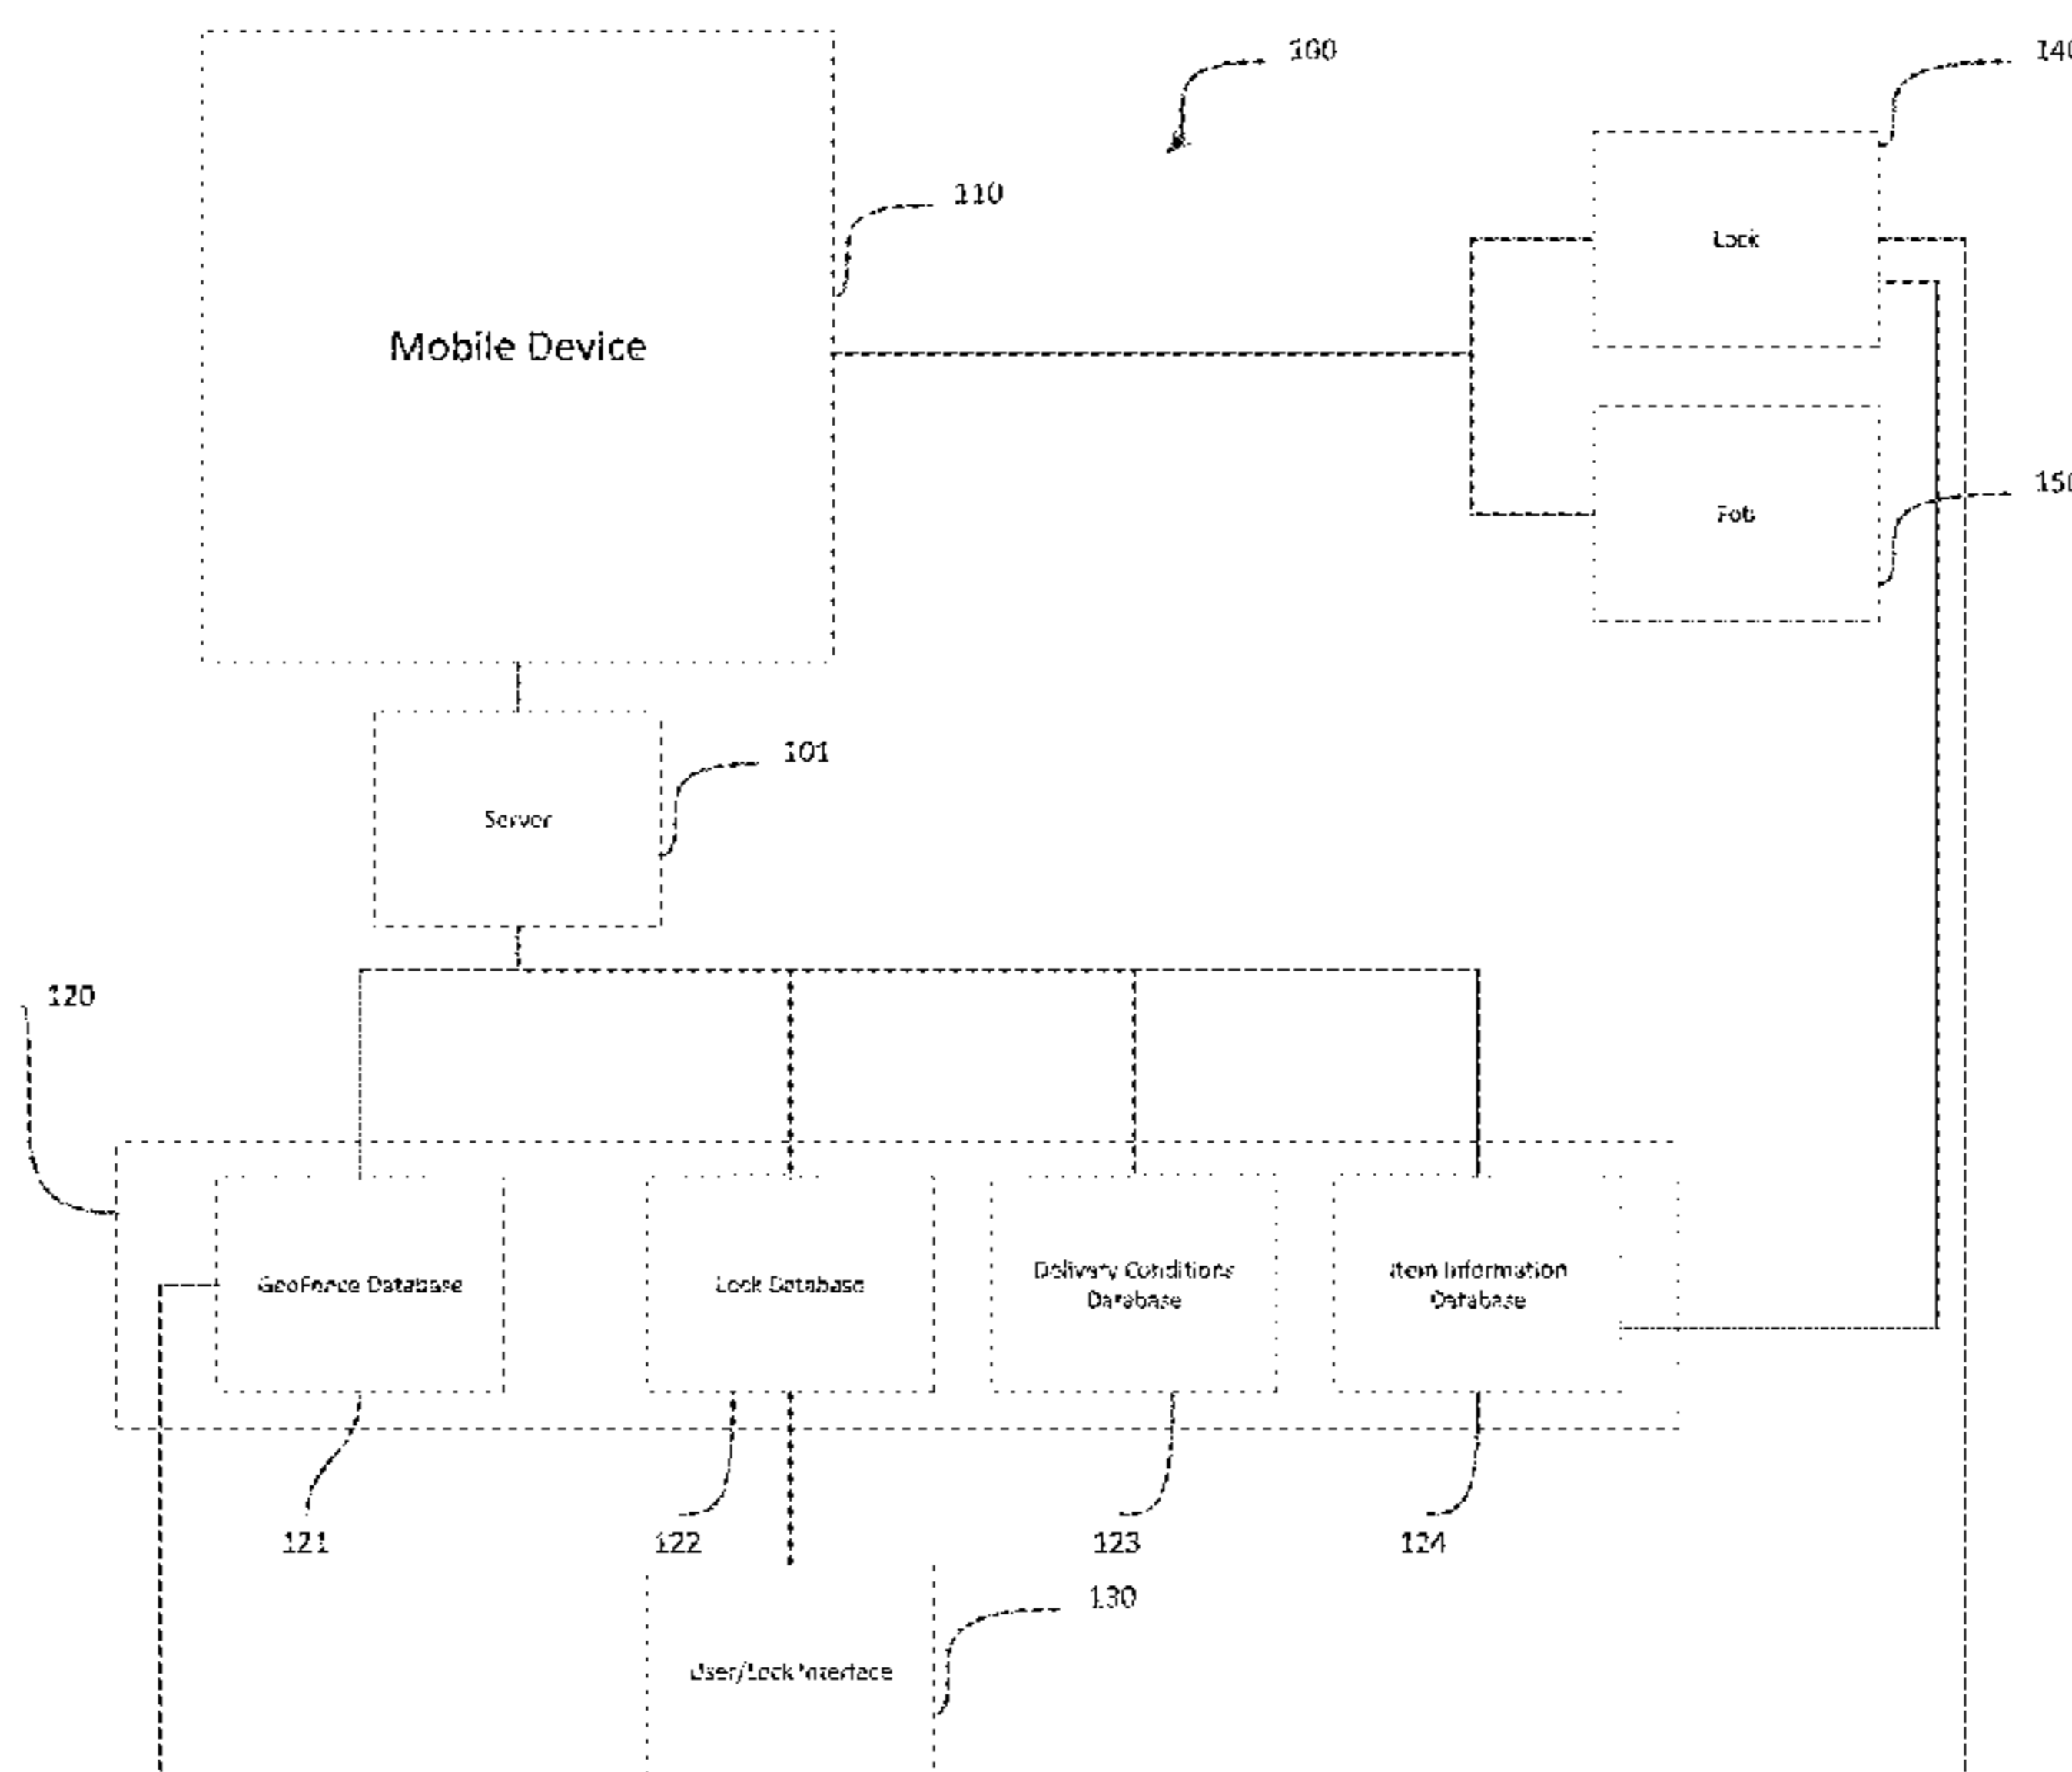 100
140
110
Lock
Mobile Device
150
Fob
101
Server
120
GeoFence Database
Lock Database
Delivery Conditions
Database
Item Information
Database
121
122
123
124
130
User/Lock Interface